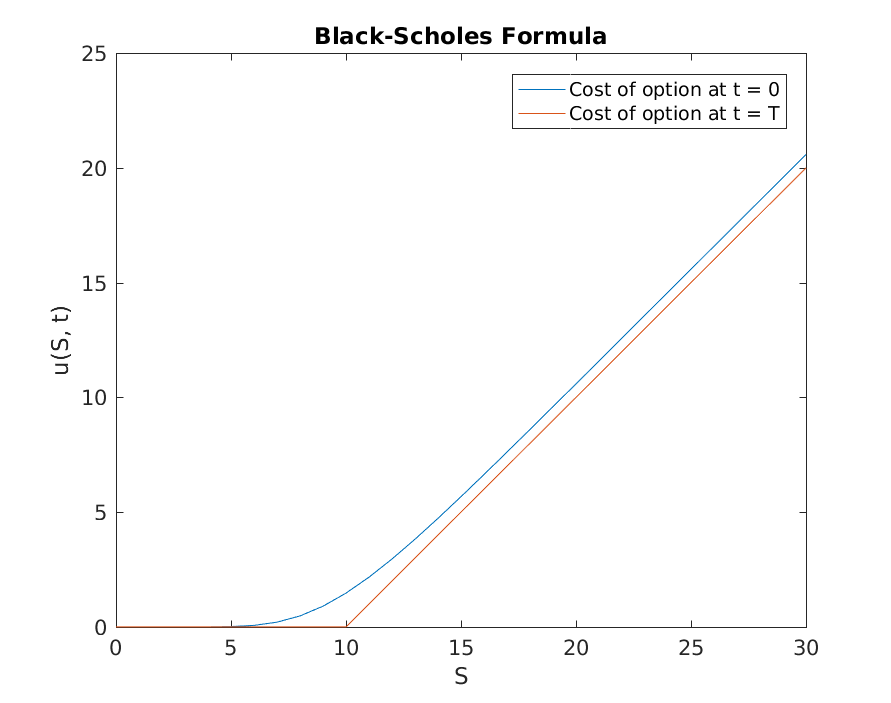 Black-Scholes Formula
25
20
15
10
5
0
u(S, t)
Cost of option at t = 0
Cost of option at t = T
0 5 10 15 20 25 30
S